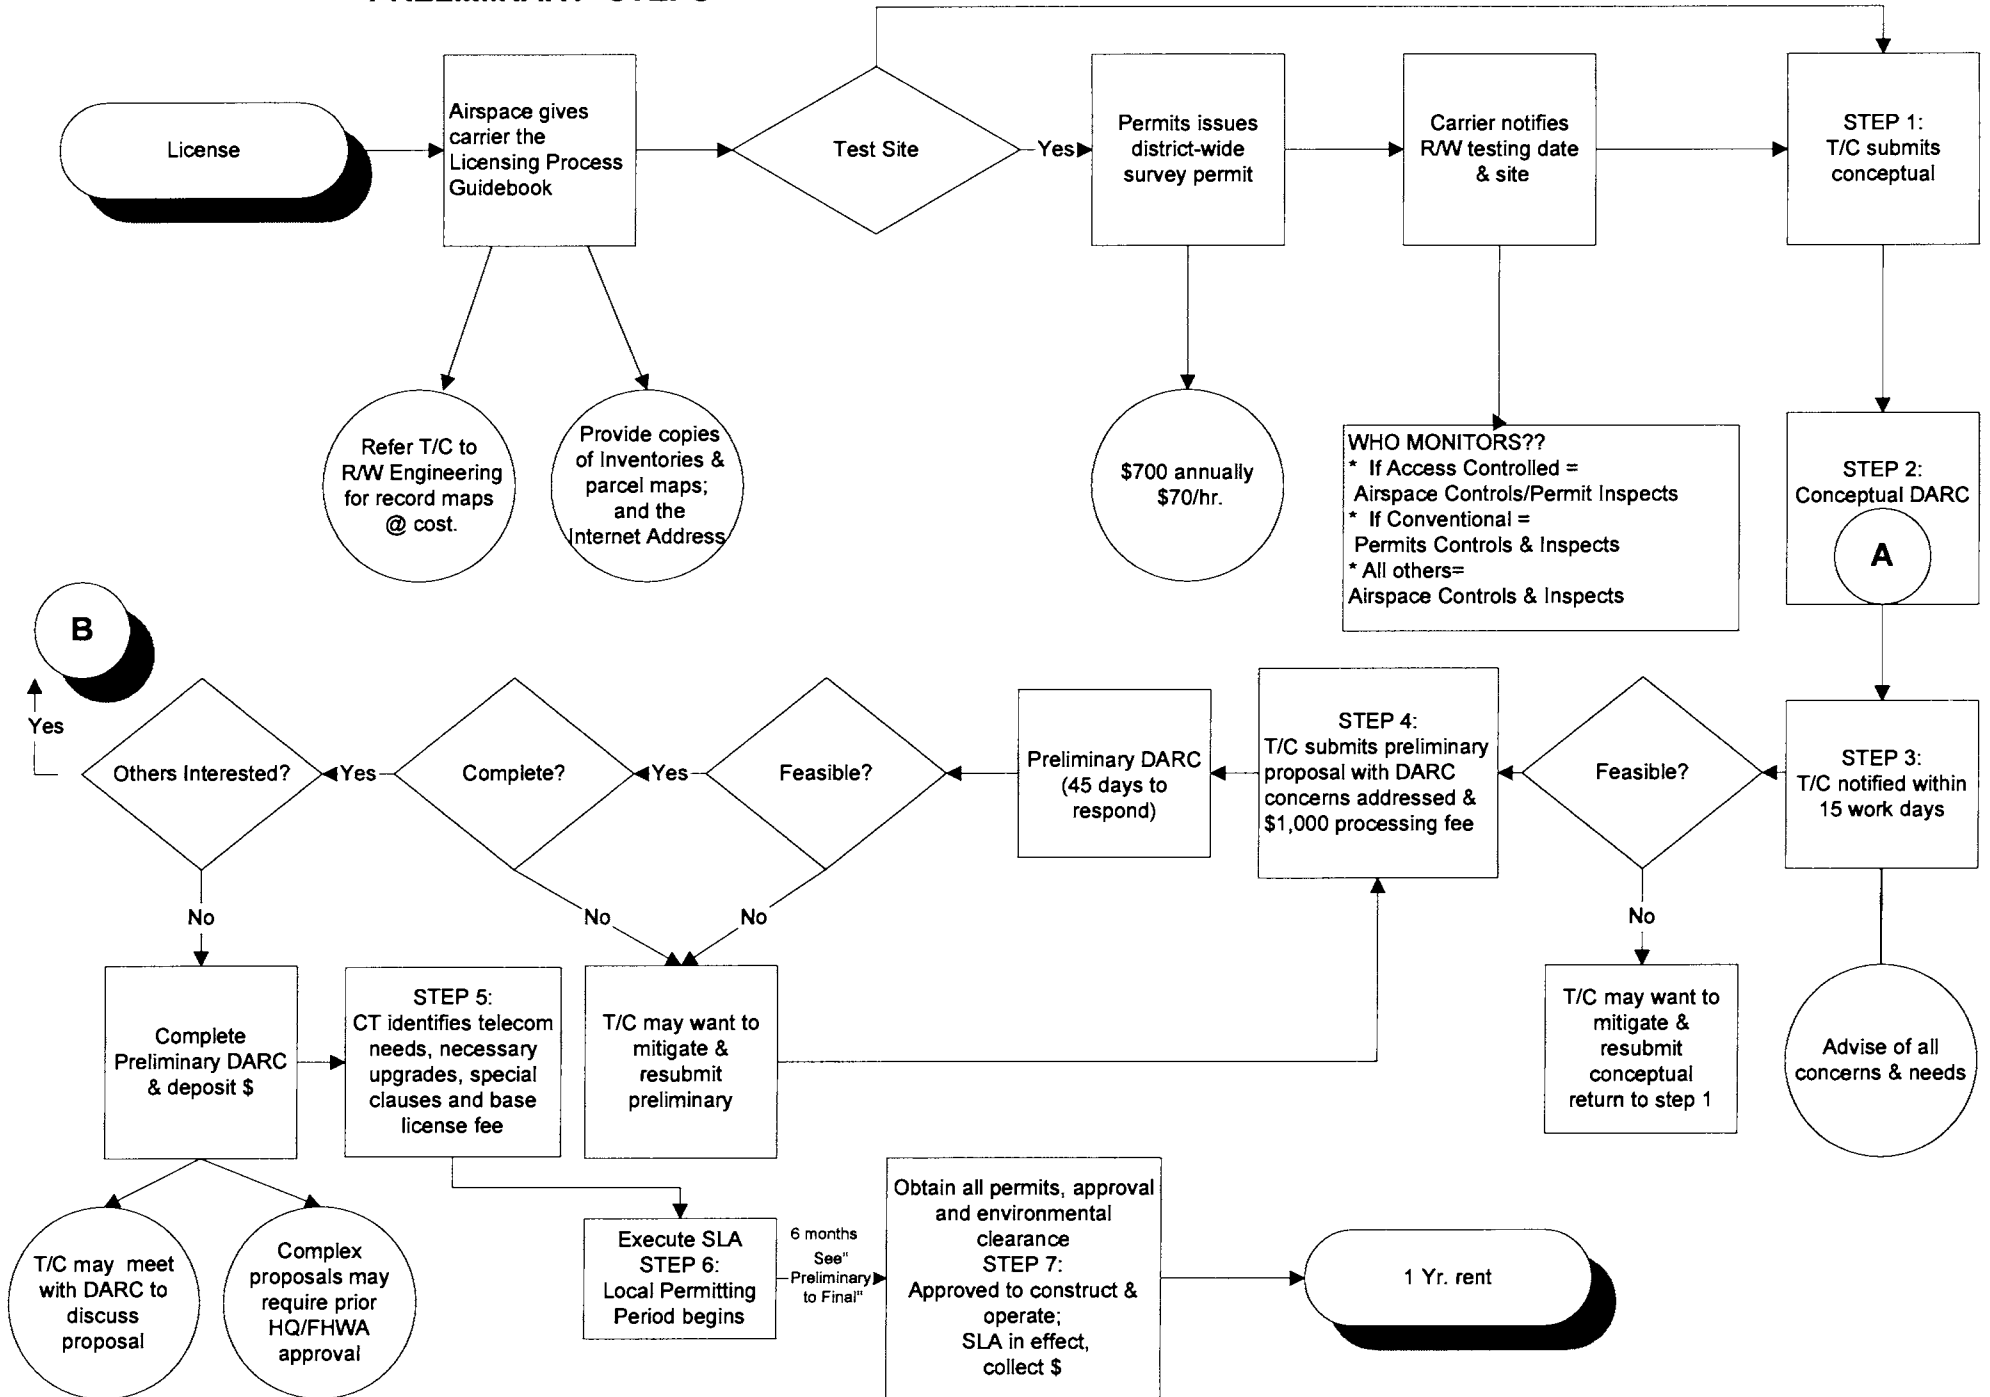 PRELIMINARY STEPS
License
Airspace gives
carrier the
Licensing Process
Guidebook
Test Site
Yes
Permits issues
district-wide
survey permit
Carrier notifies
R/W testing date
& site
STEP 1:
T/C submits
conceptual
Refer T/C to
R/W Engineering
for record maps
@ cost.
Provide copies
of Inventories &
parcel maps;
and the
Internet Address
$700 annually
$70/hr.
WHO MONITORS??
* If Access Controlled =
Airspace Controls/Permit Inspects
* If Conventional =
Permits Controls & Inspects
* All others=
Airspace Controls & Inspects
STEP 2:
Conceptual DARC
A
B
Yes
Others Interested?
Yes
Complete?
Yes
Feasible?
Preliminary DARC
(45 days to
respond)
STEP 4:
T/C submits preliminary
proposal with DARC
concerns addressed &
$1,000 processing fee
Feasible?
STEP 3:
T/C notified within
15 work days
No
No
No
No
Complete
Preliminary DARC
& deposit $
STEP 5:
CT identifies telecom
needs, necessary
upgrades, special
clauses and base
license fee
T/C may want to
mitigate &
resubmit
preliminary
T/C may want to
mitigate &
resubmit
conceptual
return to step 1
Advise of all
concerns & needs
T/C may meet
with DARC to
discuss
proposal
Complex
proposals may
require prior
HQ/FHWA
approval
Execute SLA
STEP 6:
Local Permitting
Period begins
6 months
See"
Preliminary
to Final"
Obtain all permits, approval
and environmental
clearance
STEP 7:
Approved to construct &
operate;
SLA in effect,
collect $
1 Yr. rent